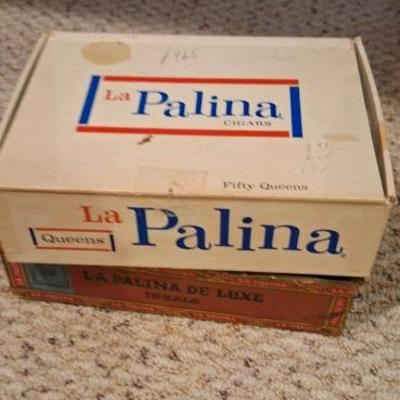 1965
La Palina
CIGARS
Fifty Queens
La Palina
Queens
LA PALINA DE LUXE